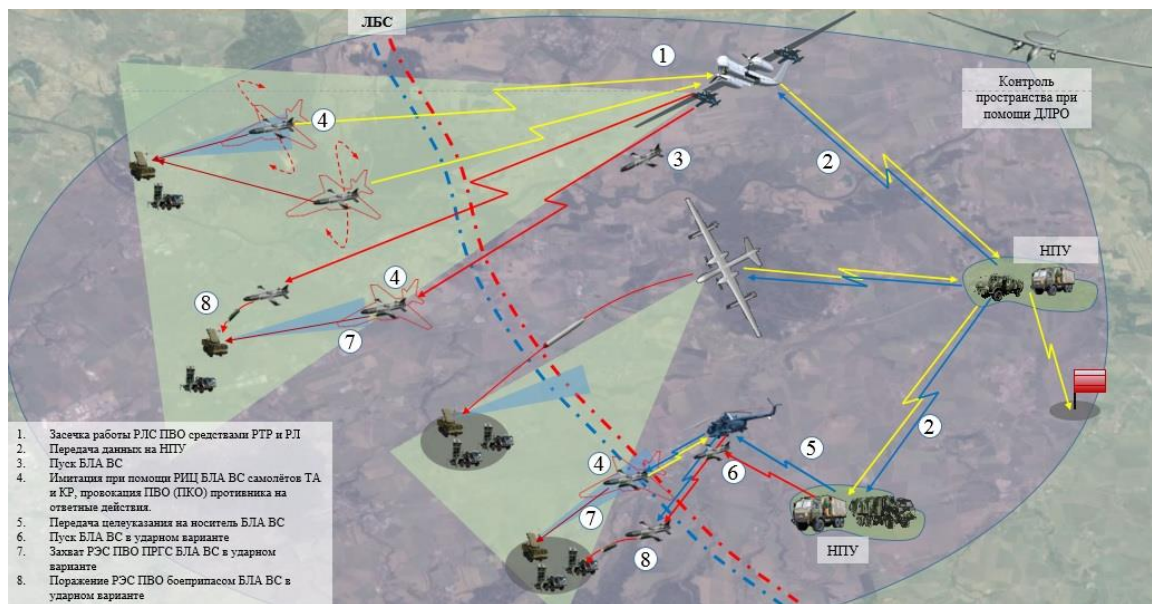 ЛБС
1
Контроль
пространства при
помощи ДЛРО
4
3
2
НПУ
4
8
7
2
4
5
6
7
8
НПУ
1. Засечка работы РЛС ПВО средствами РТР и РЛ
2. Передача данных на НПУ
3. Пуск БЛА ВС
4. Имитация при помощи РИЦ БЛА ВС самолётов ТА
и КР, провокация ПВО (ПКО) противника на
ответные действия.
5. Передача целеуказания на носитель БЛА ВС
6. Пуск БЛА ВС в ударном варианте
7. Захват РЭС ПВО ПРГС БЛА ВС в ударном
варианте
8. Поражение РЭС ПВО боеприпасом БЛА ВС в
ударном варианте